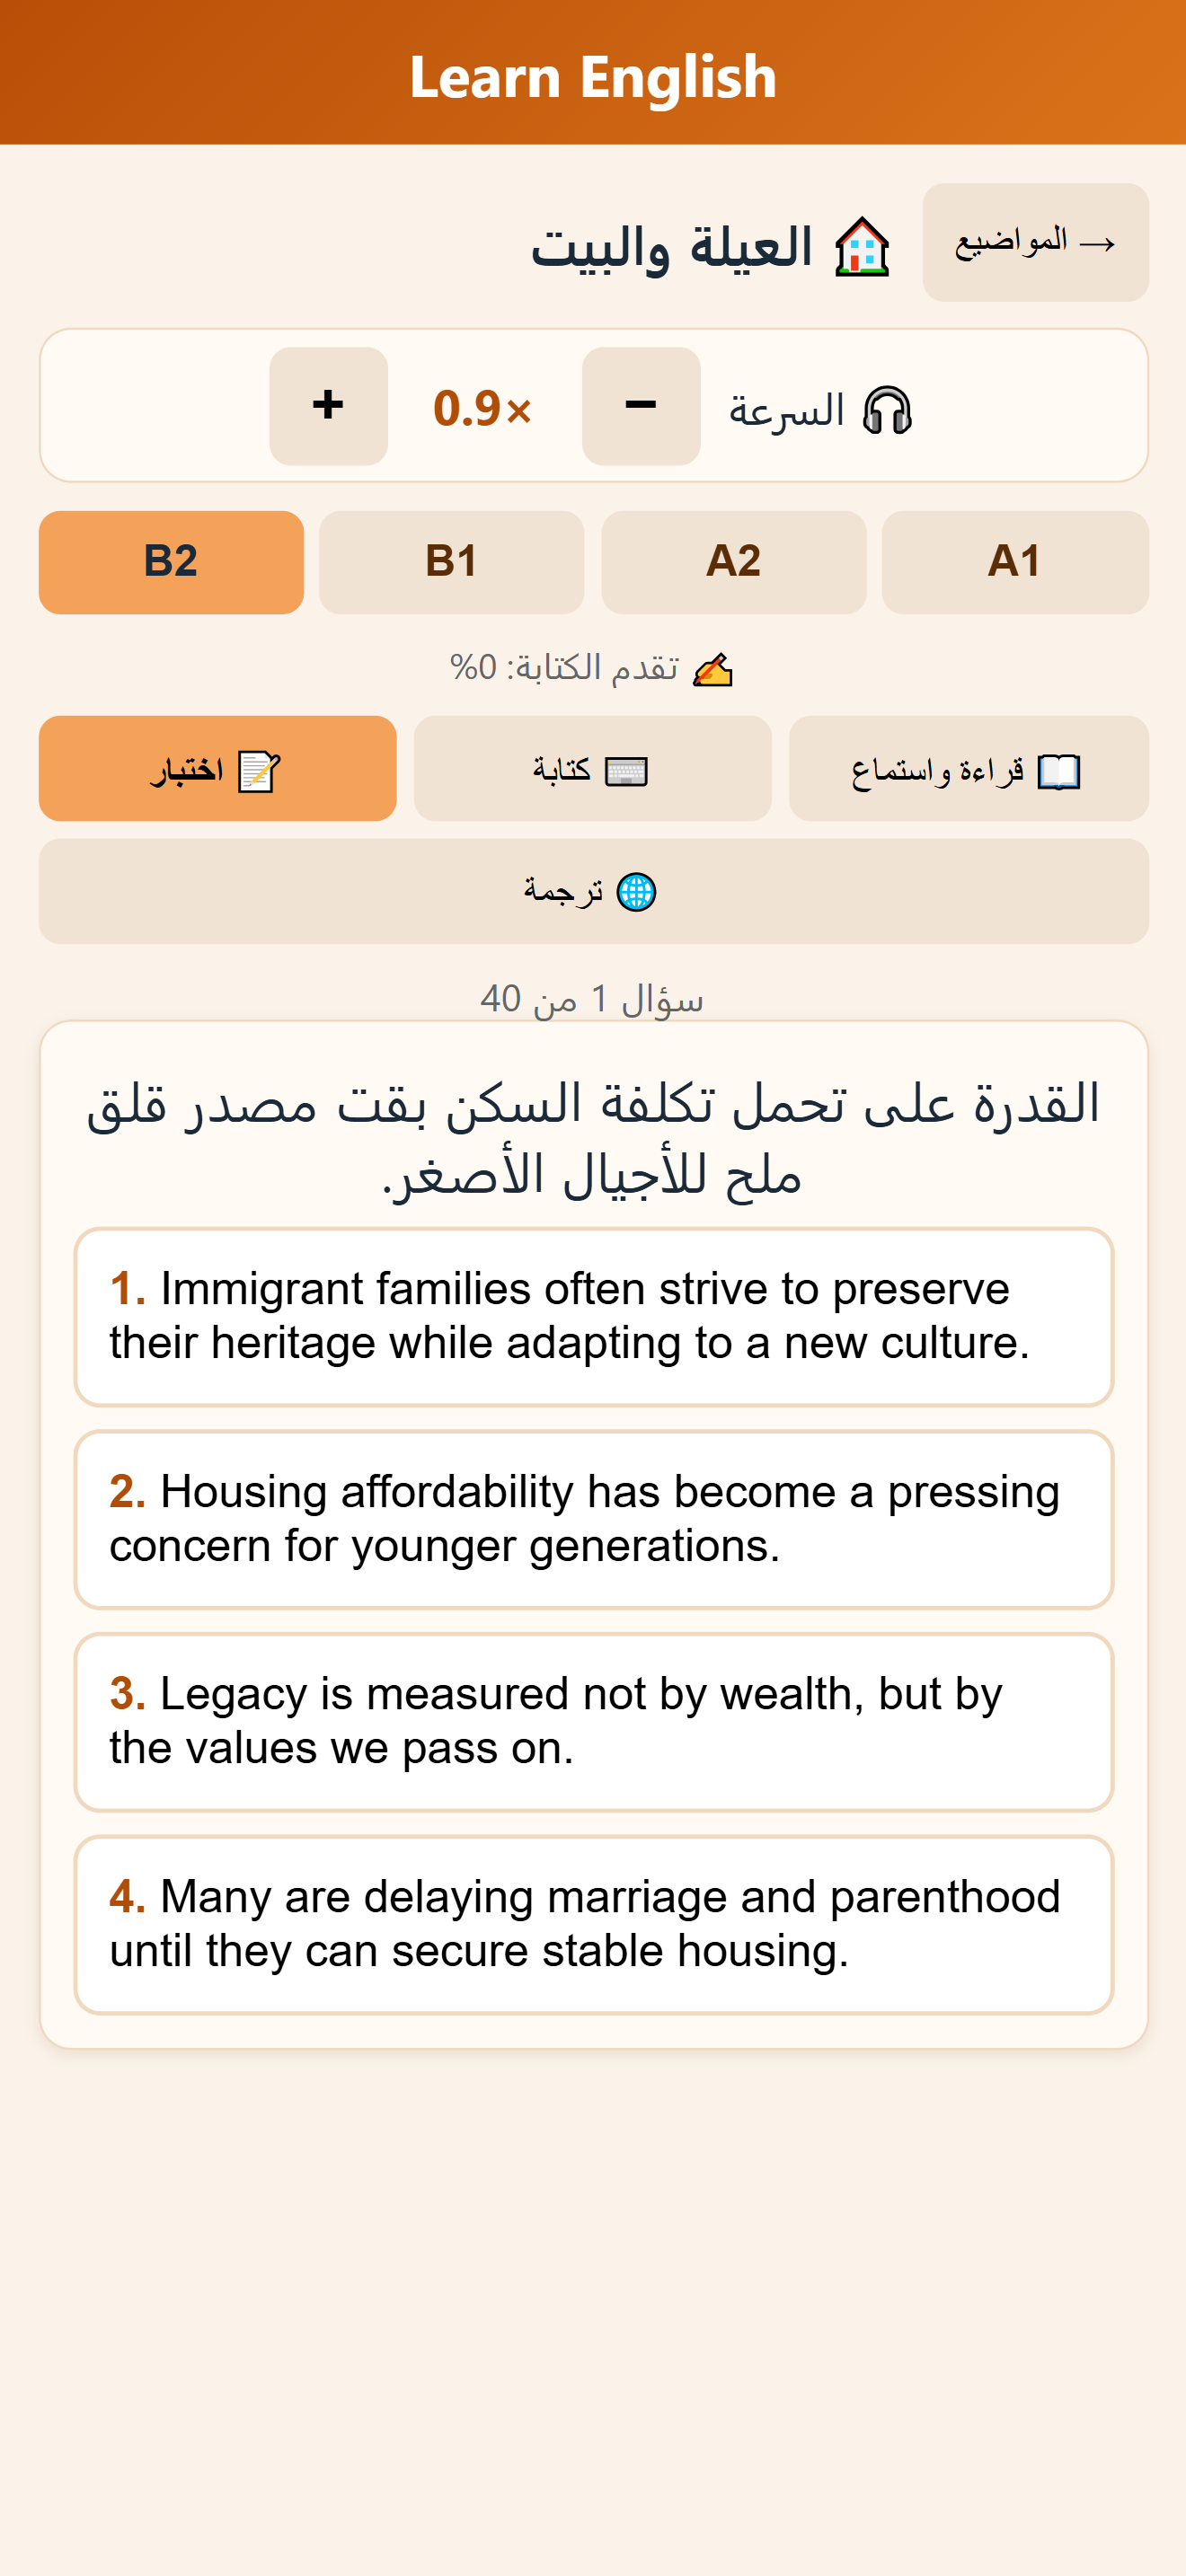 Learn English
→ المواضيع
🏠 العيلة والبيت
🎧 السرعة
−
0.9×
+
A1
A2
B1
B2
✍️ تقدم الكتابة: 0%
📖 قراءة واستماع
⌨️ كتابة
📝 اختبار
🌐 ترجمة
سؤال 1 من 40
القدرة على تحمل تكلفة السكن بقت مصدر قلق
ملح للأجيال الأصغر.
1. Immigrant families often strive to preserve
their heritage while adapting to a new culture.
2. Housing affordability has become a pressing
concern for younger generations.
3. Legacy is measured not by wealth, but by
the values we pass on.
4. Many are delaying marriage and parenthood
until they can secure stable housing.